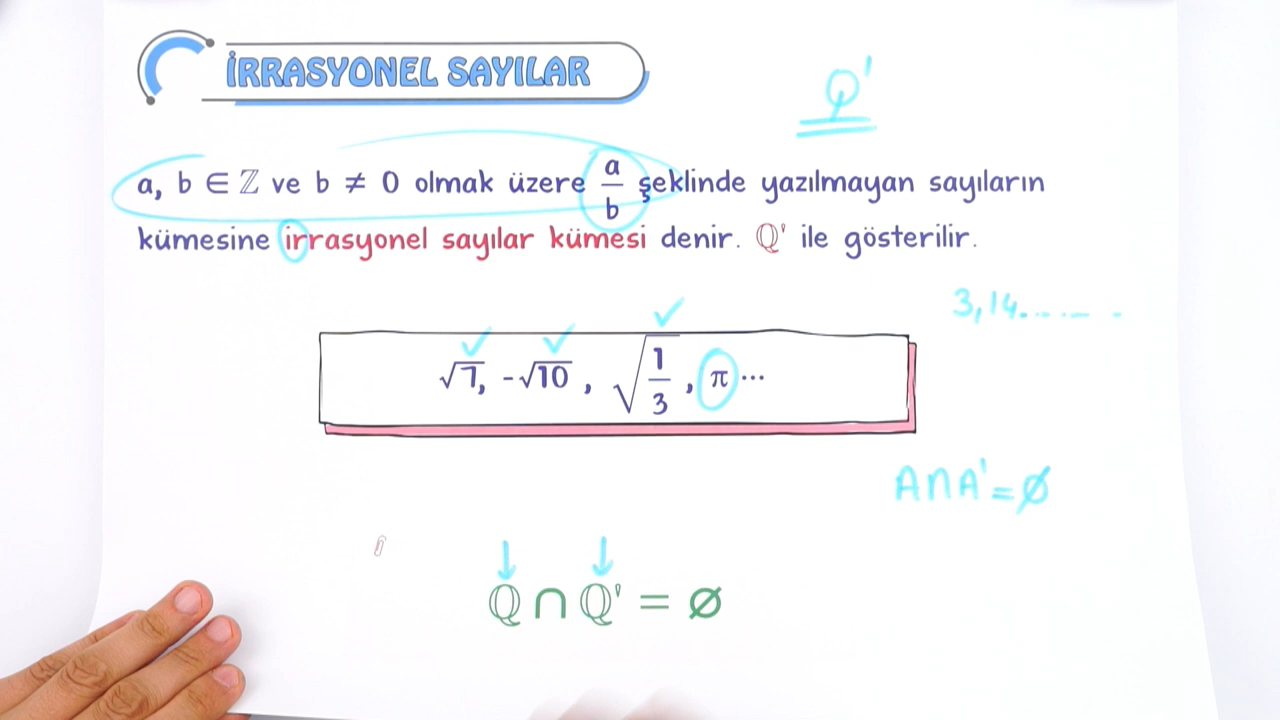 İRRASYONEL SAYILAR
Q'
a, b ∈ ℤ ve b ≠ 0 olmak üzere a/b şeklinde yazılmayan sayıların
kümesine irrasyonel sayılar kümesi denir. ℚ' ile gösterilir.
3,14.......
√7, -√10, √(1/3), π ...
A∩A' = ∅
ℚ ∩ ℚ' = ∅